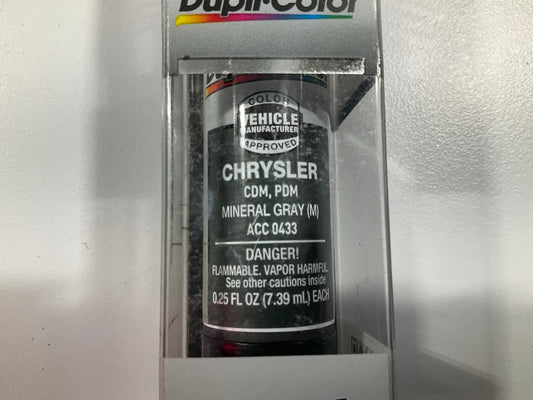 Dupli-Color
COLOR
VEHICLE
MANUFACTURER
APPROVED
CHRYSLER
CDM, PDM
MINERAL GRAY (M)
ACC 0433
DANGER!
FLAMMABLE. VAPOR HARMFUL
See other cautions inside
0.25 FL OZ (7.39 ml.) EACH